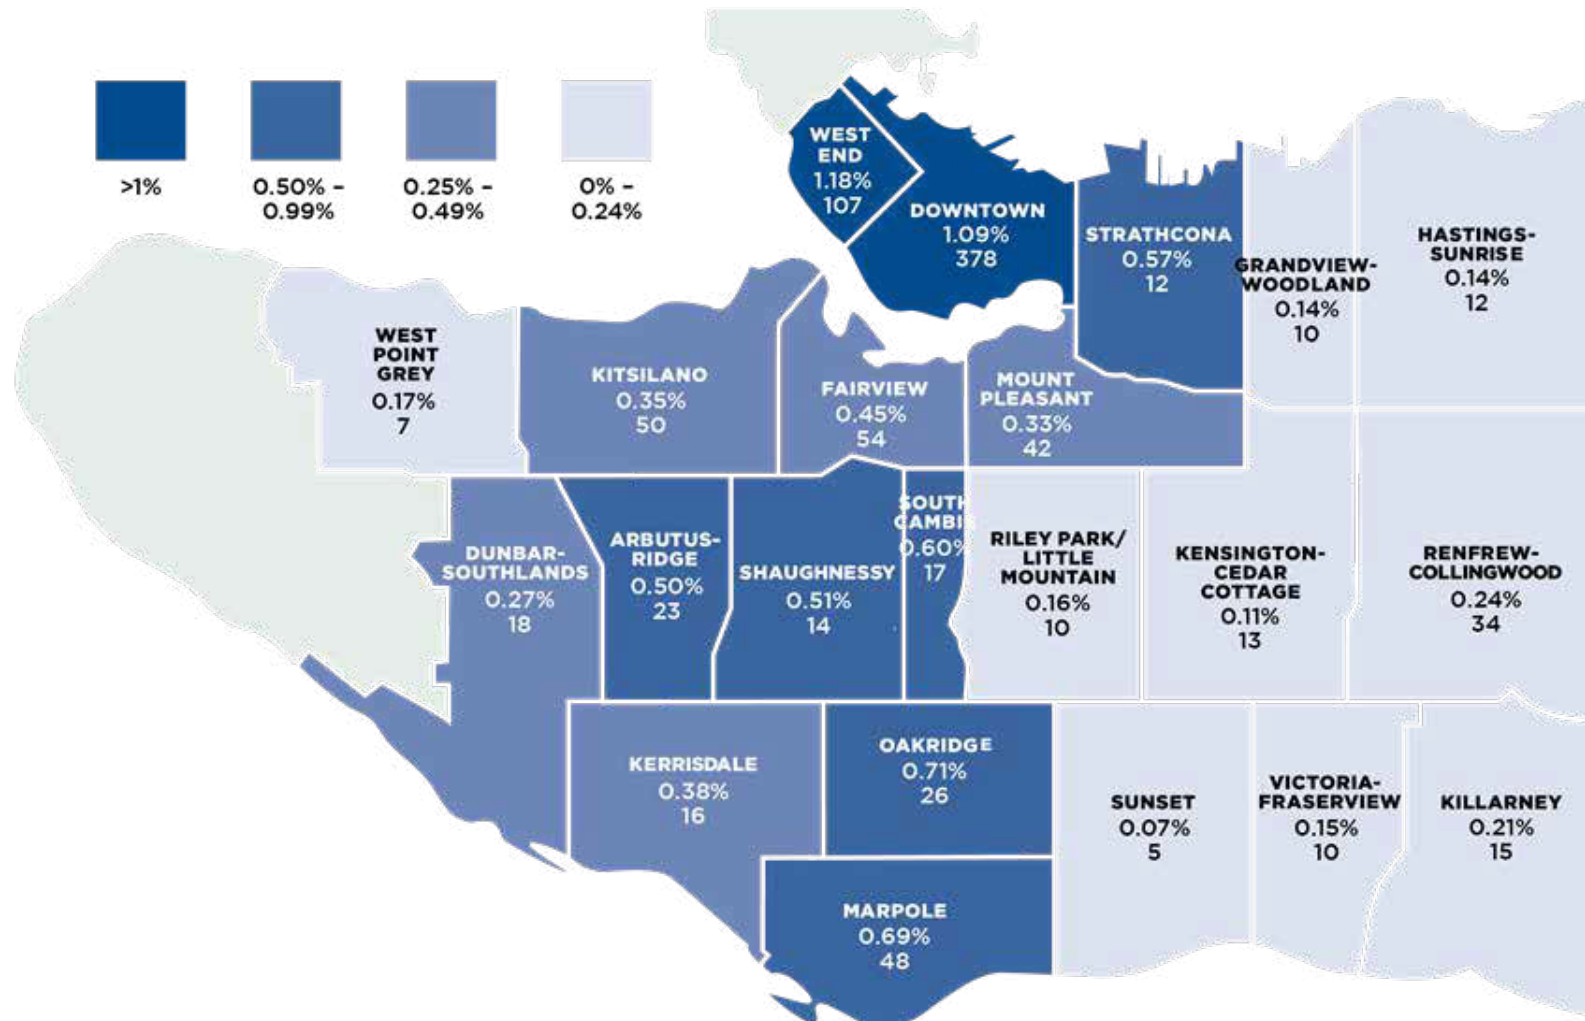 >1%
0.50% –
0.99%
0.25% –
0.49%
0% –
0.24%
WEST
END
1.18%
107
DOWNTOWN
1.09%
378
STRATHCONA
0.57%
12
GRANDVIEW-
WOODLAND
0.14%
10
HASTINGS-
SUNRISE
0.14%
12
WEST
POINT
GREY
0.17%
7
KITSILANO
0.35%
50
FAIRVIEW
0.45%
54
MOUNT
PLEASANT
0.33%
42
DUNBAR-
SOUTHLANDS
0.27%
18
ARBUTUS-
RIDGE
0.50%
23
SHAUGHNESSY
0.51%
14
SOUTH
CAMBIE
0.60%
17
RILEY PARK/
LITTLE
MOUNTAIN
0.16%
10
KENSINGTON-
CEDAR
COTTAGE
0.11%
13
RENFREW-
COLLINGWOOD
0.24%
34
KERRISDALE
0.38%
16
OAKRIDGE
0.71%
26
SUNSET
0.07%
5
VICTORIA-
FRASERVIEW
0.15%
10
KILLARNEY
0.21%
15
MARPOLE
0.69%
48